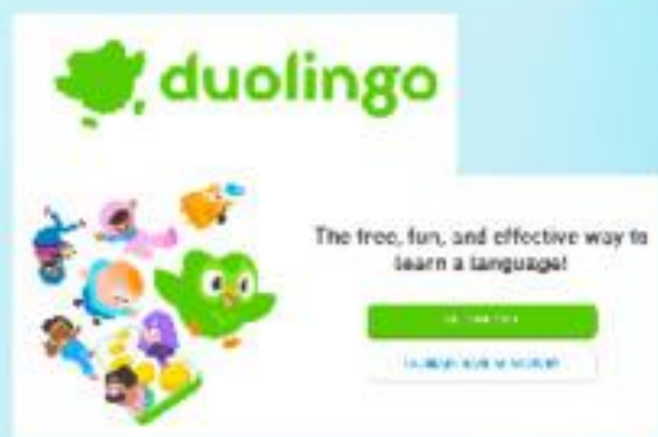 duolingo
The free, fun, and effective way to
learn a language!